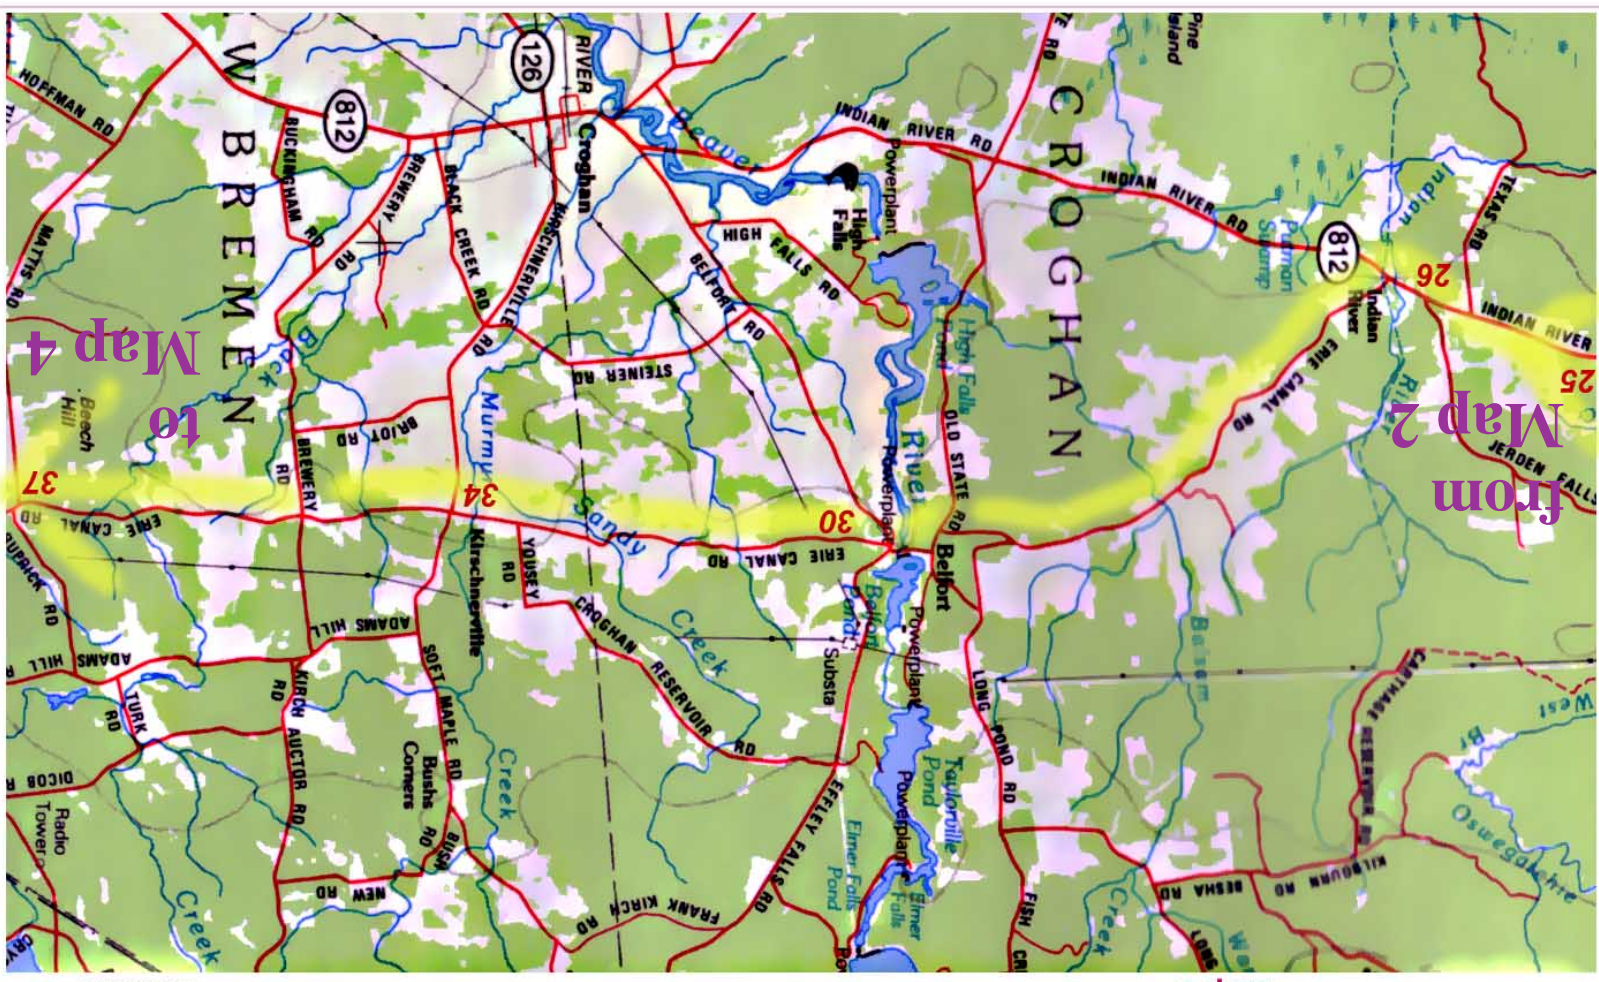 Pine
Island
HOFFMAN RD
W BREMEN
812
126
RIVER
Croghan
Beaver
BUCKINGHAM RD
BREWERY RD
BLACK CREEK RD
KIRSCHNERVILLE RD
MATTIS RD
INDIAN RIVER RD
Powerplant
High
Falls
HIGH FALLS RD
BELFORT RD
CROGHAN
INDIAN RIVER RD
Indian
TEXAS RD
812
26
Indian
River
INDIAN RIVER
25
from
Map 2
River
JERDEN FALLS
ERIE CANAL RD
High Falls
Pond
OLD STATE RD
River
Powerplant
STEINER RD
Murmy
Black
to
Map 4
Beech
Hill
BRIOT RD
BREWERY RD
37
34
30
ERIE CANAL RD
Sandy
ERIE CANAL RD
Kirschnerville
YOUSEY RD
Belfort
Belfort
Pond
Powerplant
Substa
CROGHAN RESERVOIR RD
Creek
ADAMS HILL
ADAMS HILL R
TURK RD
KIRCH AUCTOR RD
SOFT MAPLE RD
Bushs
Corners
BUSH RD
Creek
DICOB R
Radio
Tower
Creek
NEW RD
FRANK KIRCH RD
EFFLEY FALLS RD
Taylorville
Pond
Powerplant
Elmer Falls
Pond
Elmer
Falls
LONG POND RD
FISH
Creek
BESHA RD
KILBOURN RD
LONG
CARTHAGE RESERVOIR RD
West
Br
Oswegatchie